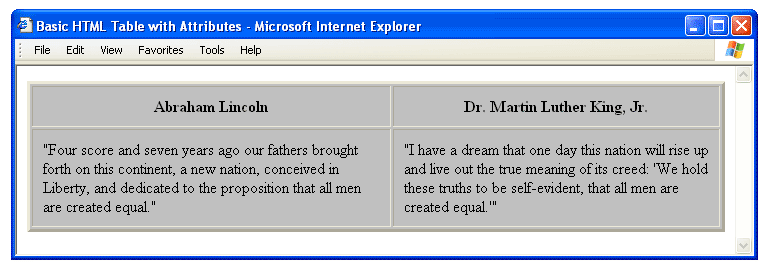 Basic HTML Table with Attributes - Microsoft Internet Explorer
File Edit View Favorites Tools Help
Abraham Lincoln
Dr. Martin Luther King, Jr.
"Four score and seven years ago our fathers brought
forth on this continent, a new nation, conceived in
Liberty, and dedicated to the proposition that all men
are created equal."
"I have a dream that one day this nation will rise up
and live out the true meaning of its creed: 'We hold
these truths to be self-evident, that all men are
created equal.'"